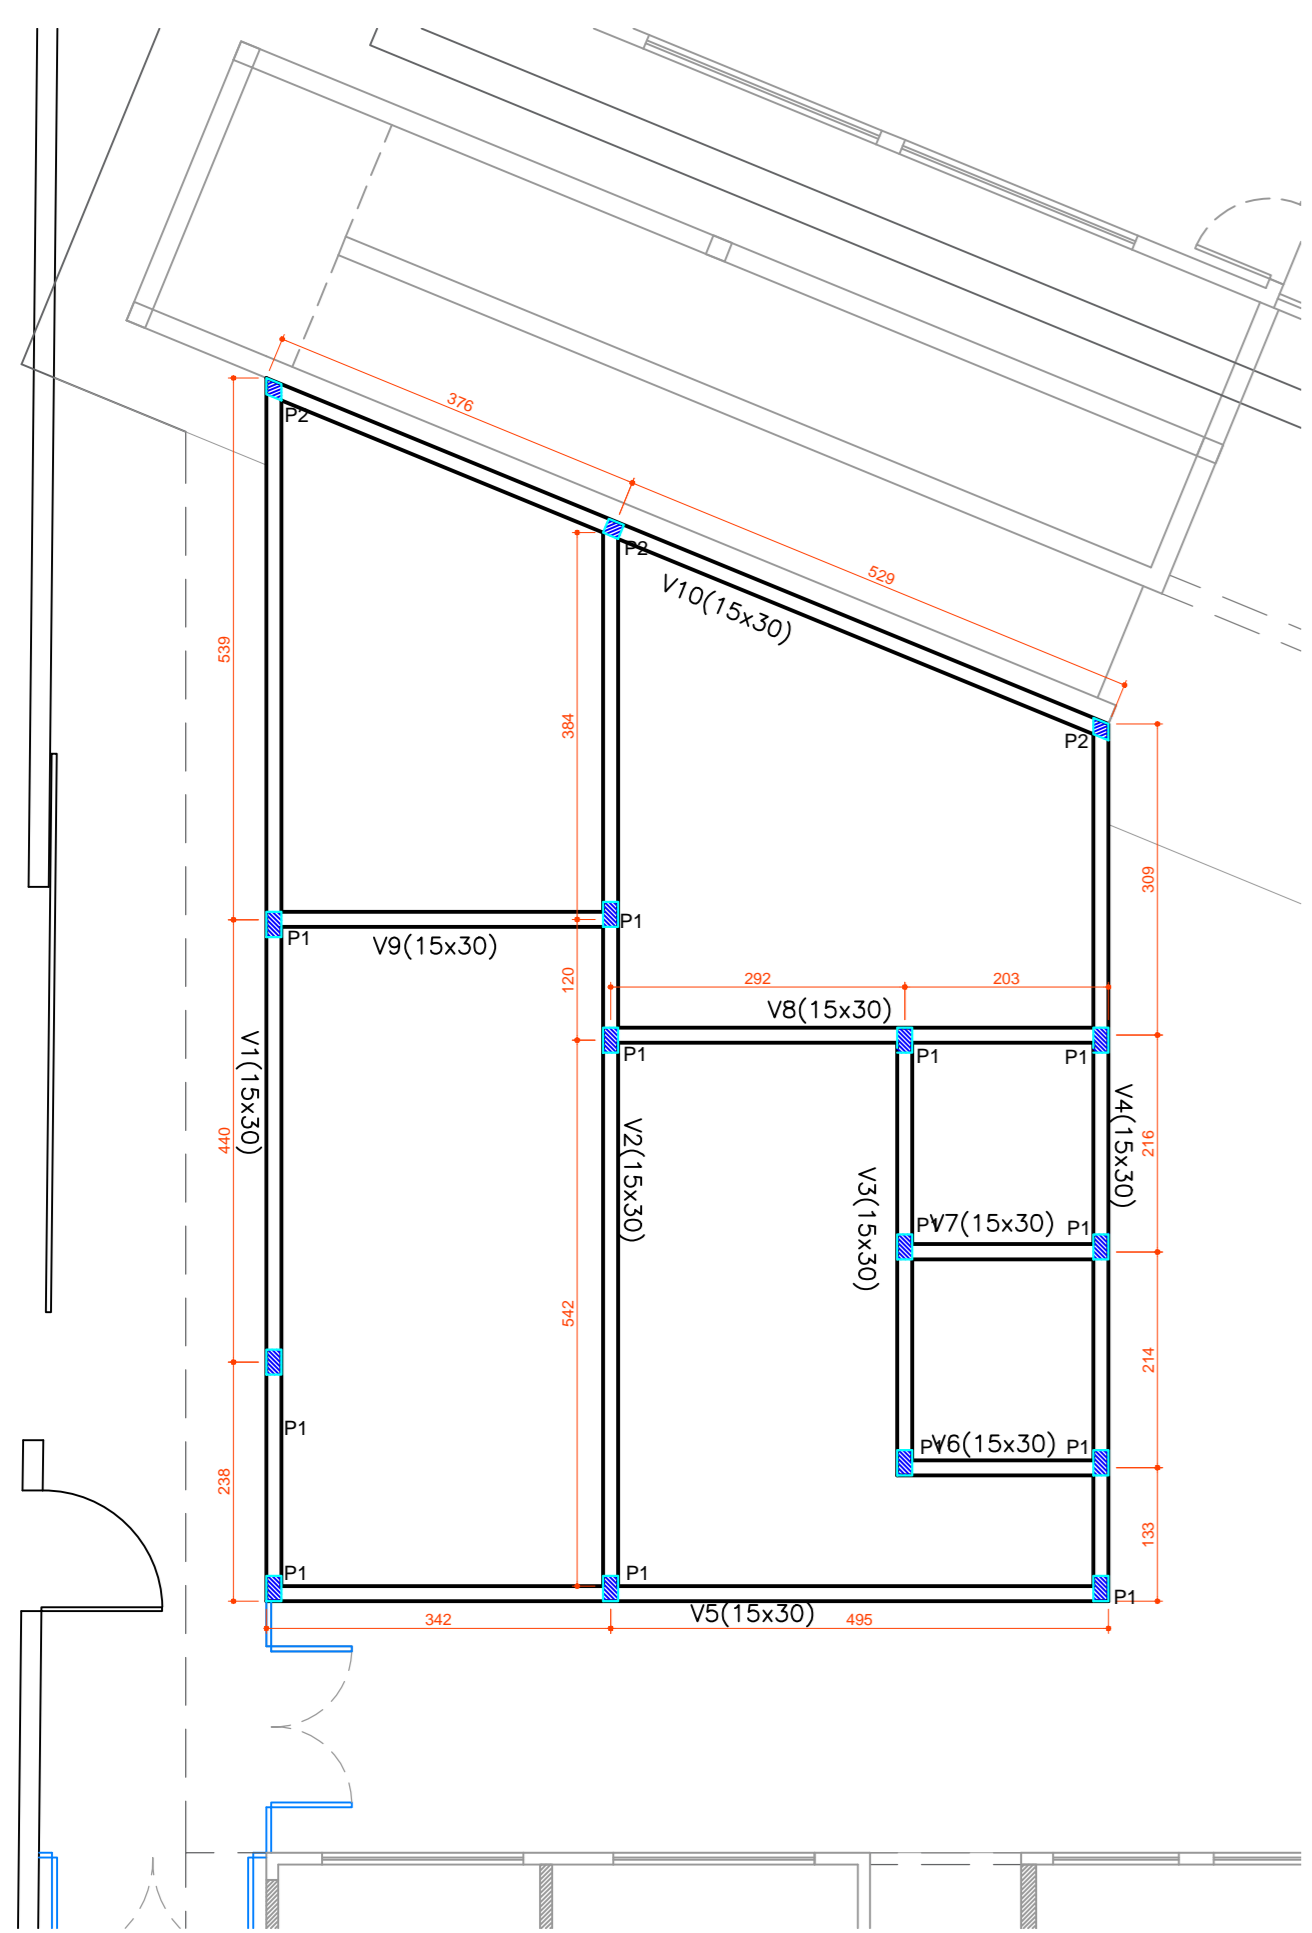 376
P2
P2
529
V10(15x30)
539
384
P2
309
P1
P1
V9(15x30)
120
292
203
V8(15x30)
P1
P1
P1
V1(15x30)
440
V2(15x30)
V3(15x30)
V4(15x30)
216
P1
V7(15x30)
P1
542
214
P1
P1
V6(15x30)
P1
238
133
P1
P1
P1
V5(15x30)
342
495